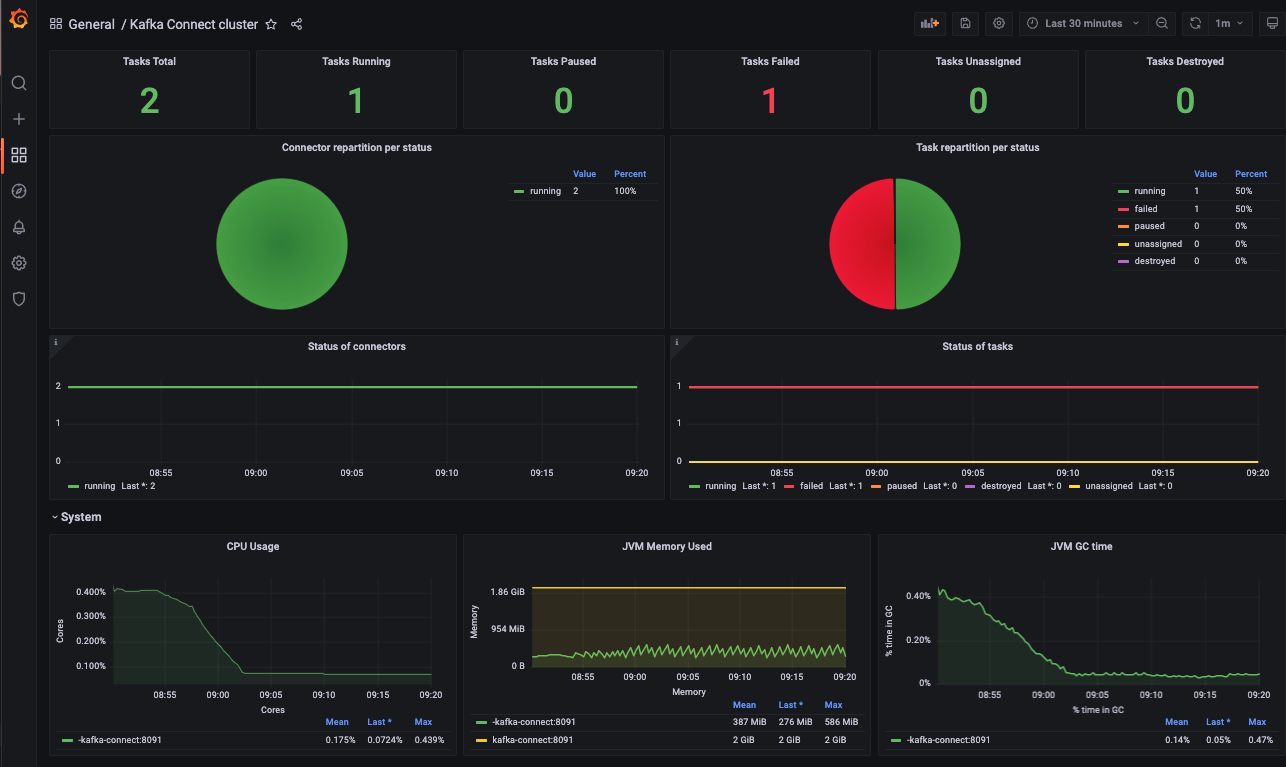 General / Kafka Connect cluster
Last 30 minutes
1m
Tasks Total
2
Tasks Running
1
Tasks Paused
0
Tasks Failed
1
Tasks Unassigned
0
Tasks Destroyed
0
Connector repartition per status
Value Percent
running 2 100%
Task repartition per status
Value Percent
running 1 50%
failed 1 50%
paused 0 0%
unassigned 0 0%
destroyed 0 0%
i
Status of connectors
2
1
0
08:55 09:00 09:05 09:10 09:15 09:20
running Last *: 2
i
Status of tasks
1
1
0
08:55 09:00 09:05 09:10 09:15 09:20
running Last *: 1 failed Last *: 1 paused Last *: 0 destroyed Last *: 0 unassigned Last *: 0
System
CPU Usage
Cores
0.400%
0.300%
0.200%
0.100%
08:55 09:00 09:05 09:10 09:15 09:20
Cores
Mean Last * Max
-kafka-connect:8091 0.175% 0.0724% 0.439%
JVM Memory Used
Memory
1.86 GiB
954 MiB
0 B
08:55 09:00 09:05 09:10 09:15 09:20
Memory
Mean Last * Max
-kafka-connect:8091 387 MiB 276 MiB 586 MiB
kafka-connect:8091 2 GiB 2 GiB 2 GiB
JVM GC time
% time in GC
0.40%
0.20%
0%
08:55 09:00 09:05 09:10 09:15 09:20
% time in GC
Mean Last * Max
-kafka-connect:8091 0.14% 0.05% 0.47%